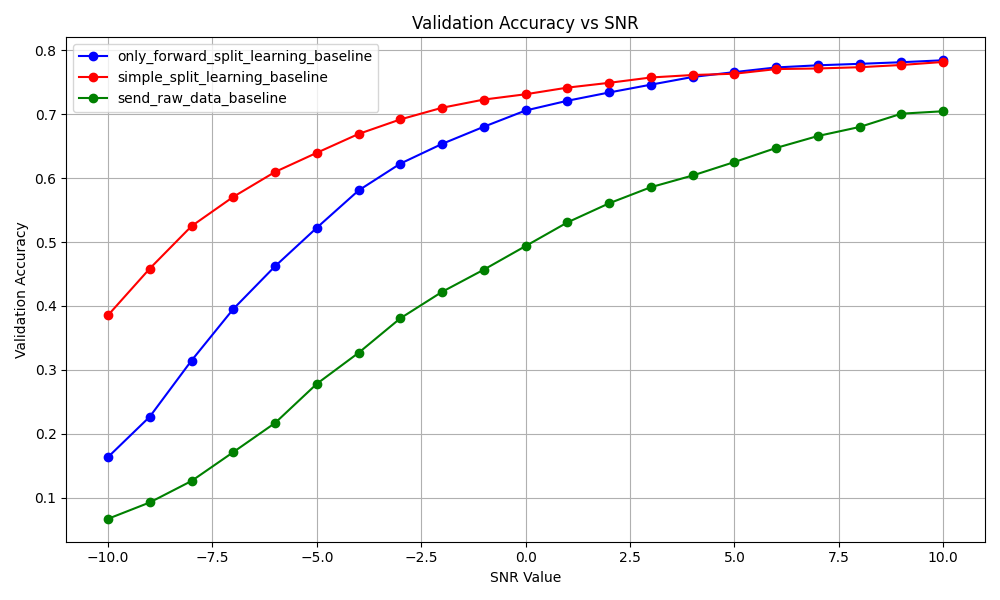 Validation Accuracy vs SNR
only_forward_split_learning_baseline
simple_split_learning_baseline
send_raw_data_baseline
Validation Accuracy
0.8
0.7
0.6
0.5
0.4
0.3
0.2
0.1
−10.0 −7.5 −5.0 −2.5 0.0 2.5 5.0 7.5 10.0
SNR Value